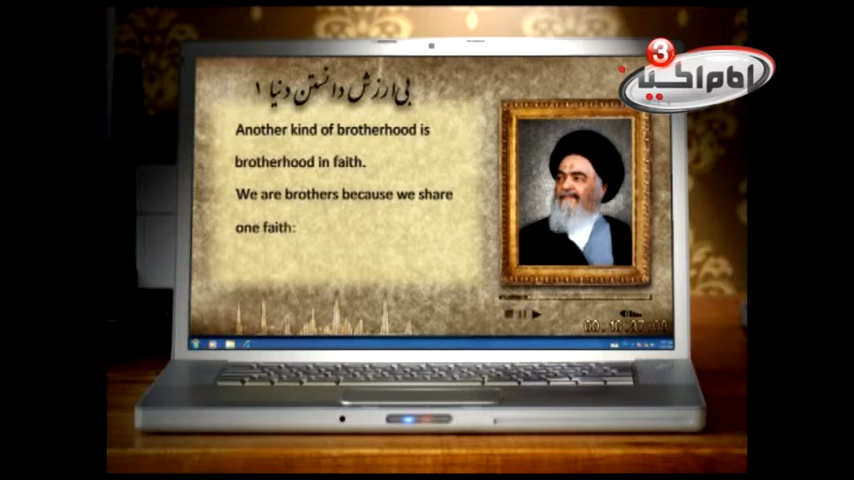 امام اکیدا 3
بی ارزش دانستن دنیا ۱
Another kind of brotherhood is
brotherhood in faith.
We are brothers because we share
one faith: